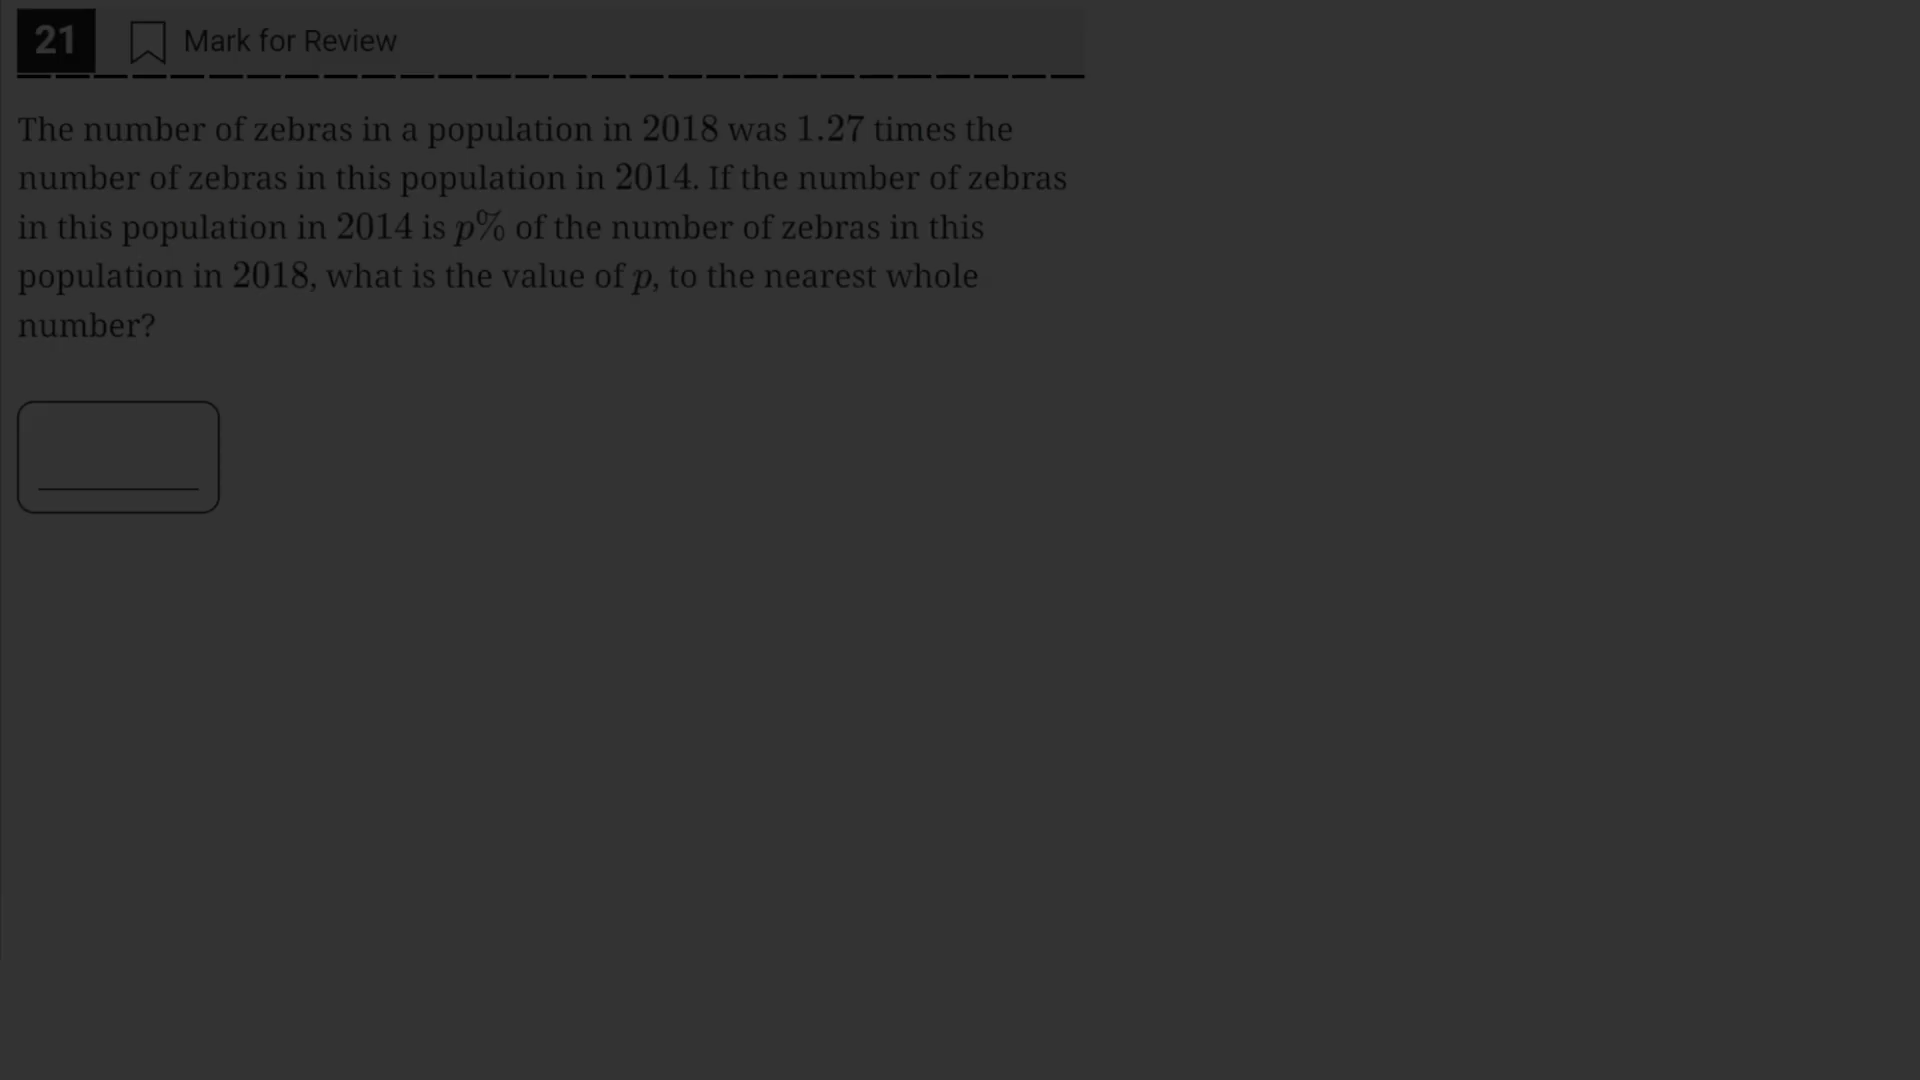 21 Mark for Review
The number of zebras in a population in 2018 was 1.27 times the
number of zebras in this population in 2014. If the number of zebras
in this population in 2014 is p% of the number of zebras in this
population in 2018, what is the value of p, to the nearest whole
number?